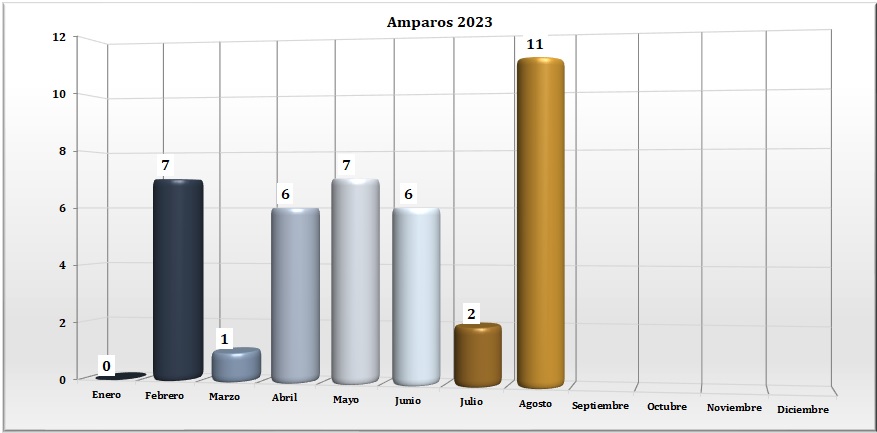 Amparos 2023
12
10
8
6
4
2
0
0
7
1
6
7
6
2
11
Enero
Febrero
Marzo
Abril
Mayo
Junio
Julio
Agosto
Septiembre
Octubre
Noviembre
Diciembre